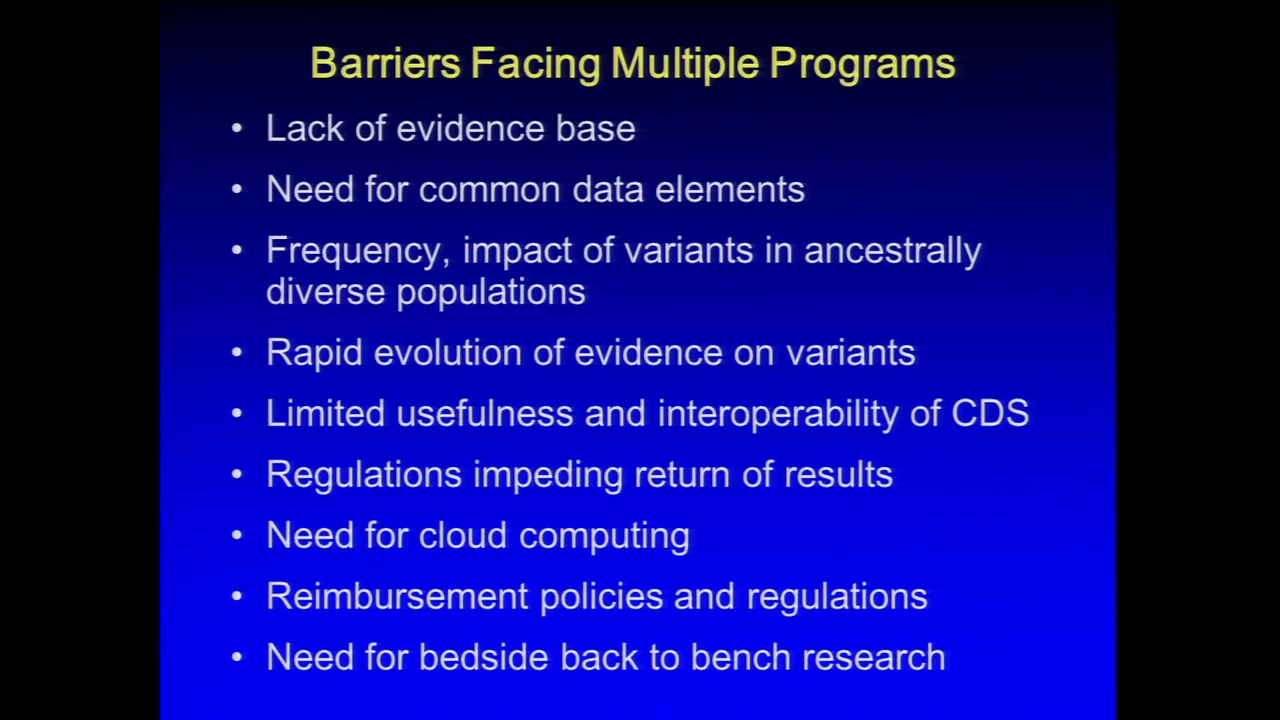 Barriers Facing Multiple Programs
• Lack of evidence base
• Need for common data elements
• Frequency, impact of variants in ancestrally
diverse populations
• Rapid evolution of evidence on variants
• Limited usefulness and interoperability of CDS
• Regulations impeding return of results
• Need for cloud computing
• Reimbursement policies and regulations
• Need for bedside back to bench research